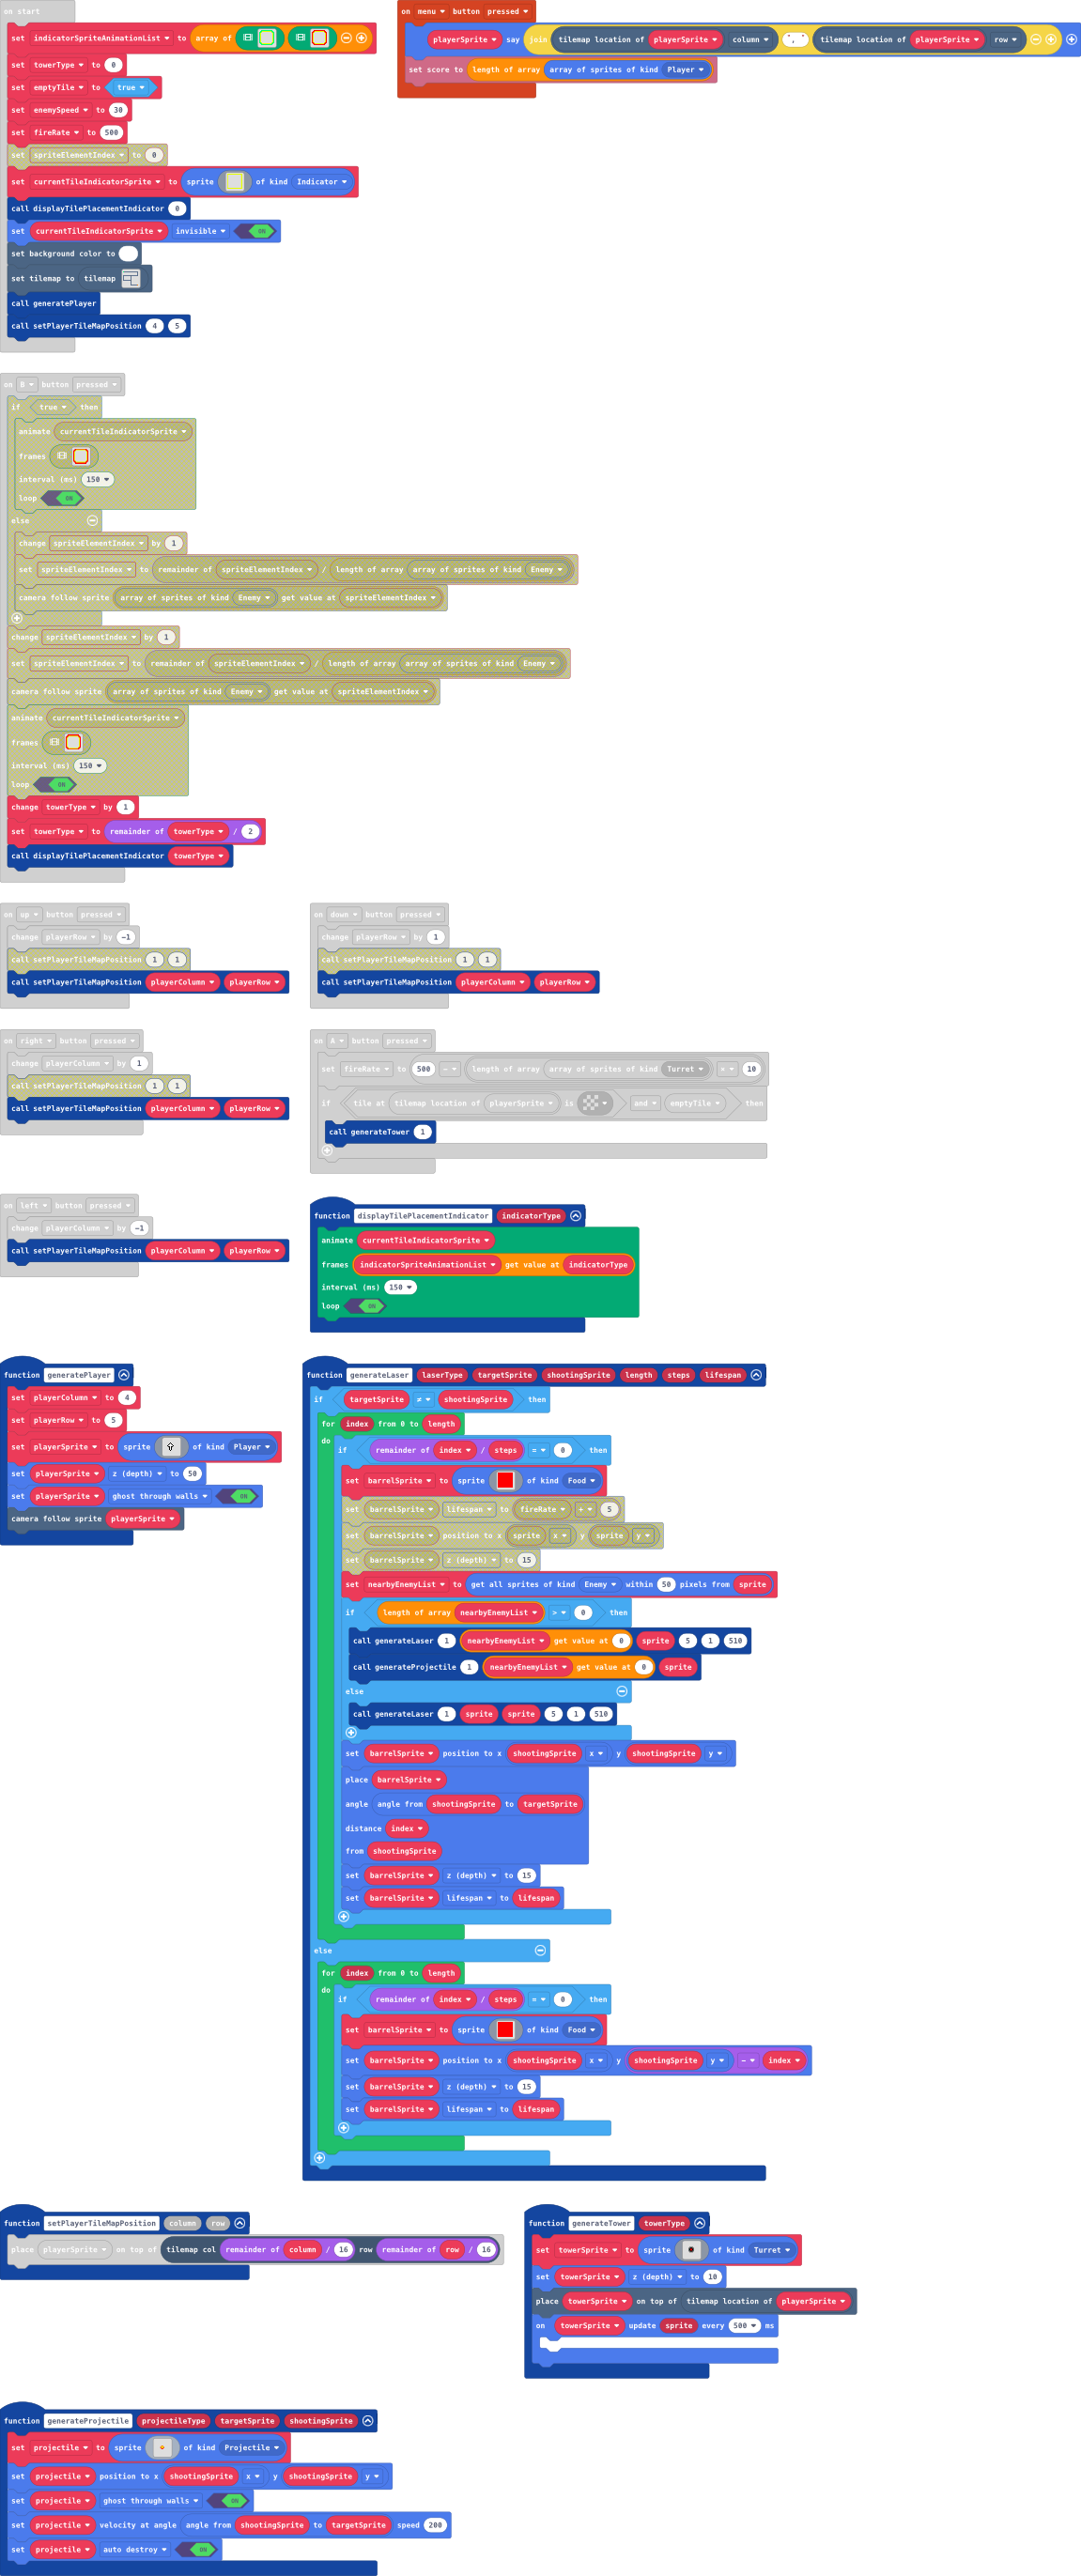 on start
set indicatorSpriteAnimationList to array of
set towerType to 0
set emptyTile to true
set enemySpeed to 30
set fireRate to 500
set spriteElementIndex to 0
set currentTileIndicatorSprite to sprite of kind Indicator
call displayTilePlacementIndicator 0
set currentTileIndicatorSprite invisible ON
set background color to
set tilemap to tilemap
call generatePlayer
call setPlayerTileMapPosition 4 5
on menu button pressed
playerSprite say join tilemap location of playerSprite column ", " tilemap location of playerSprite row
set score to length of array array of sprites of kind Player
on B button pressed
if true then
animate currentTileIndicatorSprite
frames
interval (ms) 150
loop ON
else
change spriteElementIndex by 1
set spriteElementIndex to remainder of spriteElementIndex / length of array array of sprites of kind Enemy
camera follow sprite array of sprites of kind Enemy get value at spriteElementIndex
change spriteElementIndex by 1
set spriteElementIndex to remainder of spriteElementIndex / length of array array of sprites of kind Enemy
camera follow sprite array of sprites of kind Enemy get value at spriteElementIndex
animate currentTileIndicatorSprite
frames
interval (ms) 150
loop ON
change towerType by 1
set towerType to remainder of towerType / 2
call displayTilePlacementIndicator towerType
on up button pressed
change playerRow by -1
call setPlayerTileMapPosition 1 1
call setPlayerTileMapPosition playerColumn playerRow
on down button pressed
change playerRow by 1
call setPlayerTileMapPosition 1 1
call setPlayerTileMapPosition playerColumn playerRow
on right button pressed
change playerColumn by 1
call setPlayerTileMapPosition 1 1
call setPlayerTileMapPosition playerColumn playerRow
on A button pressed
set fireRate to 500 - length of array array of sprites of kind Turret × 10
if tile at tilemap location of playerSprite is and emptyTile then
call generateTower 1
on left button pressed
change playerColumn by -1
call setPlayerTileMapPosition playerColumn playerRow
function displayTilePlacementIndicator indicatorType
animate currentTileIndicatorSprite
frames indicatorSpriteAnimationList get value at indicatorType
interval (ms) 150
loop ON
function generatePlayer
set playerColumn to 4
set playerRow to 5
set playerSprite to sprite of kind Player
set playerSprite z (depth) to 50
set playerSprite ghost through walls ON
camera follow sprite playerSprite
function generateLaser laserType targetSprite shootingSprite length steps lifespan
if targetSprite ≠ shootingSprite then
for index from 0 to length
do if remainder of index / steps = 0 then
set barrelSprite to sprite of kind Food
set barrelSprite lifespan to fireRate + 5
set barrelSprite position to x sprite x y sprite y
set barrelSprite z (depth) to 15
set nearbyEnemyList to get all sprites of kind Enemy within 50 pixels from sprite
if length of array nearbyEnemyList > 0 then
call generateLaser 1 nearbyEnemyList get value at 0 sprite 5 1 510
call generateProjectile 1 nearbyEnemyList get value at 0 sprite
else
call generateLaser 1 sprite sprite 5 1 510
set barrelSprite position to x shootingSprite x y shootingSprite y
place barrelSprite
angle angle from shootingSprite to targetSprite
distance index
from shootingSprite
set barrelSprite z (depth) to 15
set barrelSprite lifespan to lifespan
else
for index from 0 to length
do if remainder of index / steps = 0 then
set barrelSprite to sprite of kind Food
set barrelSprite position to x shootingSprite x y shootingSprite y - index
set barrelSprite z (depth) to 15
set barrelSprite lifespan to lifespan
function setPlayerTileMapPosition column row
place playerSprite on top of tilemap col remainder of column / 16 row remainder of row / 16
function generateTower towerType
set towerSprite to sprite of kind Turret
set towerSprite z (depth) to 10
place towerSprite on top of tilemap location of playerSprite
on towerSprite update sprite every 500 ms
function generateProjectile projectileType targetSprite shootingSprite
set projectile to sprite of kind Projectile
set projectile position to x shootingSprite x y shootingSprite y
set projectile ghost through walls ON
set projectile velocity at angle angle from shootingSprite to targetSprite speed 200
set projectile auto destroy ON